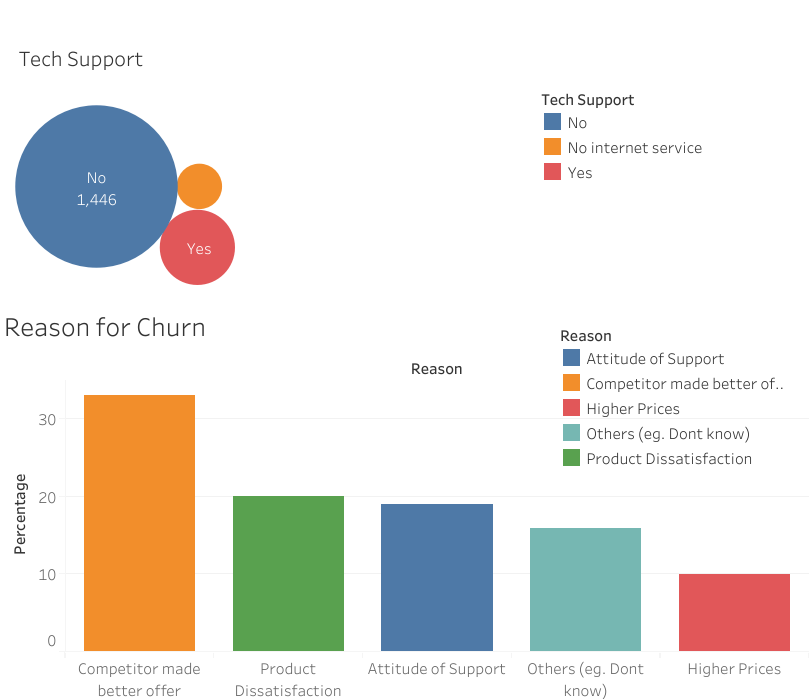 Tech Support
Tech Support
No
No internet service
Yes
No
1,446
Yes
Reason for Churn
Reason
Reason
Attitude of Support
Competitor made better of..
Higher Prices
Others (eg. Dont know)
Product Dissatisfaction
Percentage
30
20
10
0
Competitor made
better offer
Product
Dissatisfaction
Attitude of Support
Others (eg. Dont
know)
Higher Prices